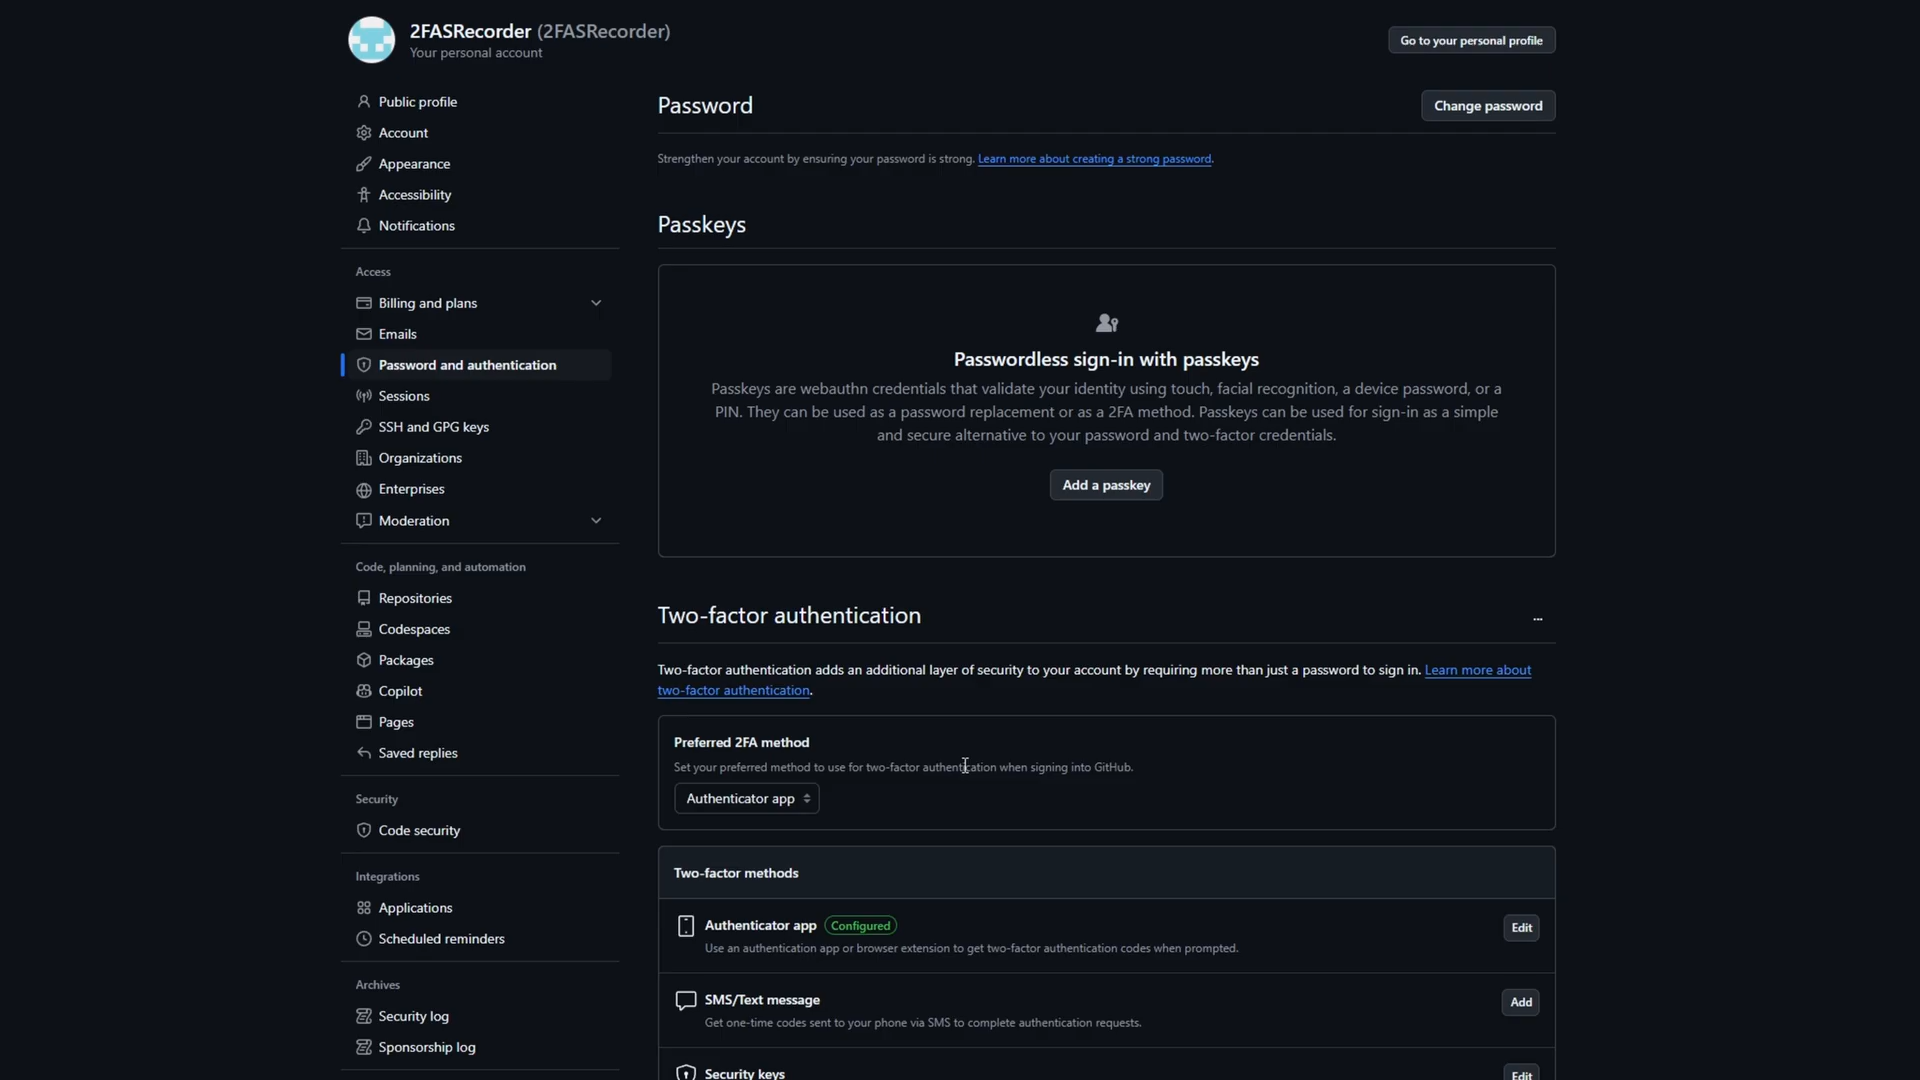 2FASRecorder (2FASRecorder)
Your personal account
Go to your personal profile
Public profile
Account
Appearance
Accessibility
Notifications
Access
Billing and plans
Emails
Password and authentication
Sessions
SSH and GPG keys
Organizations
Enterprises
Moderation
Code, planning, and automation
Repositories
Codespaces
Packages
Copilot
Pages
Saved replies
Security
Code security
Integrations
Applications
Scheduled reminders
Archives
Security log
Sponsorship log
Password
Change password
Strengthen your account by ensuring your password is strong. Learn more about creating a strong password.
Passkeys
Passwordless sign-in with passkeys
Passkeys are webauthn credentials that validate your identity using touch, facial recognition, a device password, or a
PIN. They can be used as a password replacement or as a 2FA method. Passkeys can be used for sign-in as a simple
and secure alternative to your password and two-factor credentials.
Add a passkey
Two-factor authentication
...
Two-factor authentication adds an additional layer of security to your account by requiring more than just a password to sign in. Learn more about
two-factor authentication.
Preferred 2FA method
Set your preferred method to use for two-factor authentication when signing into GitHub.
Authenticator app
Two-factor methods
Authenticator app Configured
Edit
Use an authentication app or browser extension to get two-factor authentication codes when prompted.
SMS/Text message
Add
Get one-time codes sent to your phone via SMS to complete authentication requests.
Security keys
Edit